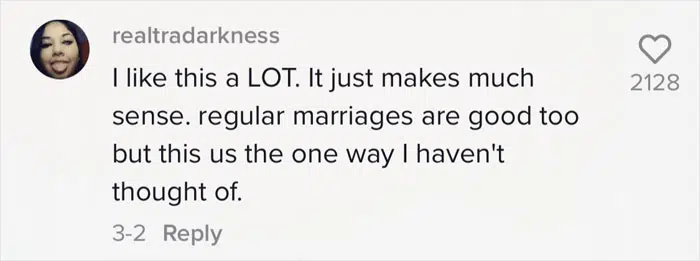 realtradarkness
I like this a LOT. It just makes much
sense. regular marriages are good too
but this us the one way I haven't
thought of.
2128
3-2 Reply